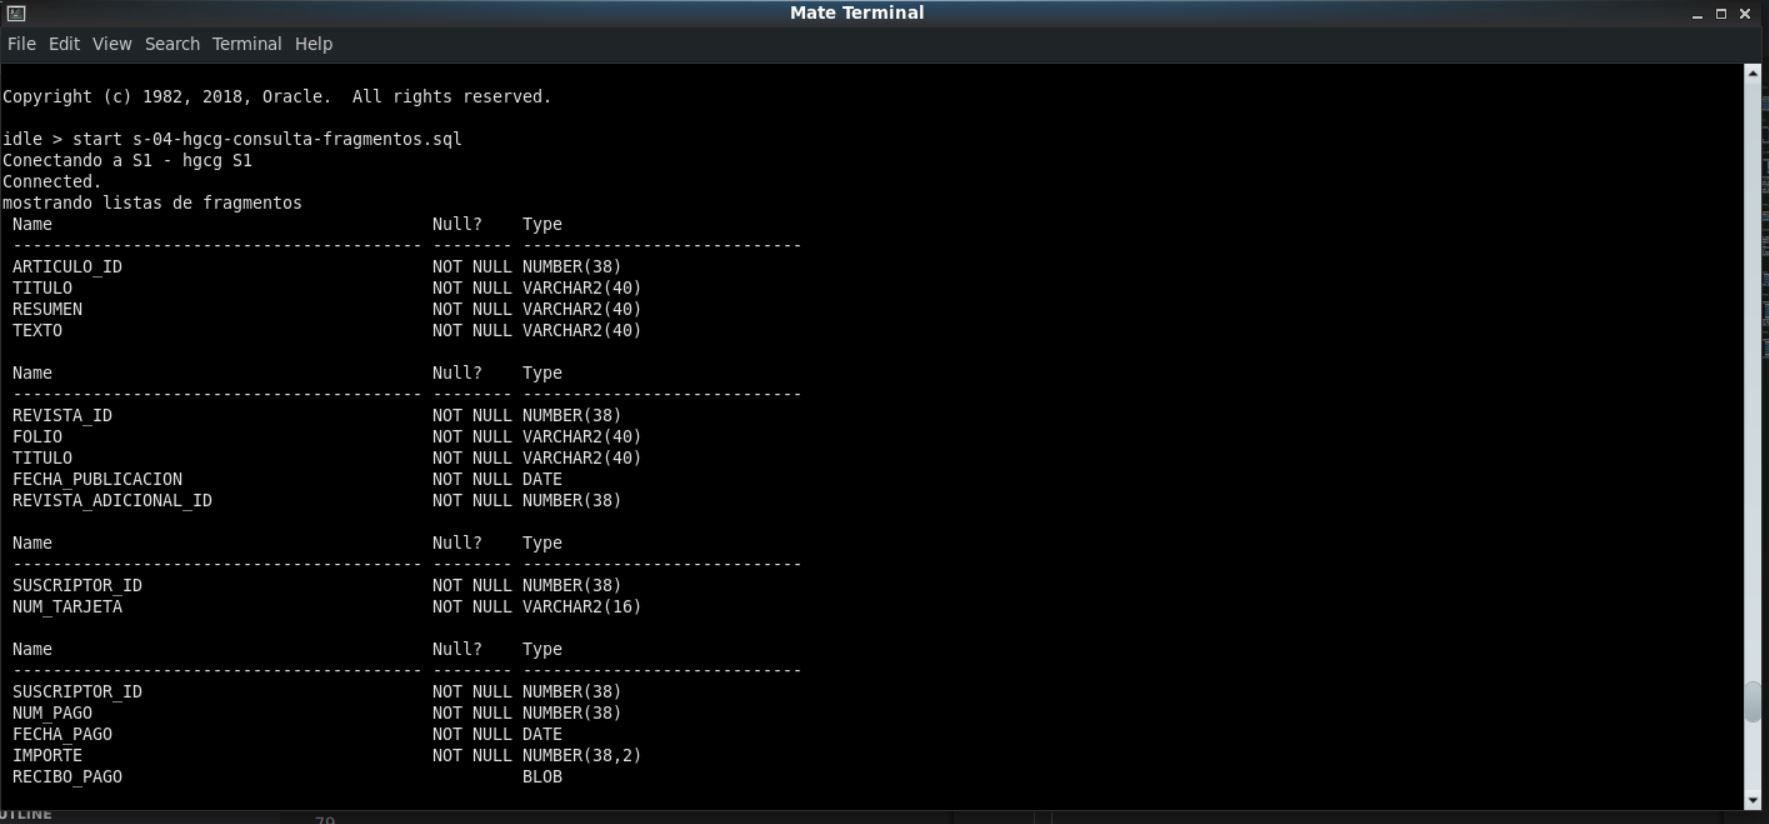 Mate Terminal
File Edit View Search Terminal Help
Copyright (c) 1982, 2018, Oracle.  All rights reserved.
idle > start s-04-hgcg-consulta-fragmentos.sql
Conectando a S1 - hgcg S1
Connected.
mostrando listas de fragmentos
Name                                      Null?    Type
----------------------------------------- -------- ----------------------------
ARTICULO_ID                               NOT NULL NUMBER(38)
TITULO                                    NOT NULL VARCHAR2(40)
RESUMEN                                   NOT NULL VARCHAR2(40)
TEXTO                                     NOT NULL VARCHAR2(40)
Name                                      Null?    Type
----------------------------------------- -------- ----------------------------
REVISTA_ID                                NOT NULL NUMBER(38)
FOLIO                                     NOT NULL VARCHAR2(40)
TITULO                                    NOT NULL VARCHAR2(40)
FECHA_PUBLICACION                         NOT NULL DATE
REVISTA_ADICIONAL_ID                      NOT NULL NUMBER(38)
Name                                      Null?    Type
----------------------------------------- -------- ----------------------------
SUSCRIPTOR_ID                             NOT NULL NUMBER(38)
NUM_TARJETA                               NOT NULL VARCHAR2(16)
Name                                      Null?    Type
----------------------------------------- -------- ----------------------------
SUSCRIPTOR_ID                             NOT NULL NUMBER(38)
NUM_PAGO                                  NOT NULL NUMBER(38)
FECHA_PAGO                                NOT NULL DATE
IMPORTE                                   NOT NULL NUMBER(38,2)
RECIBO_PAGO                                        BLOB
UTLINE
79